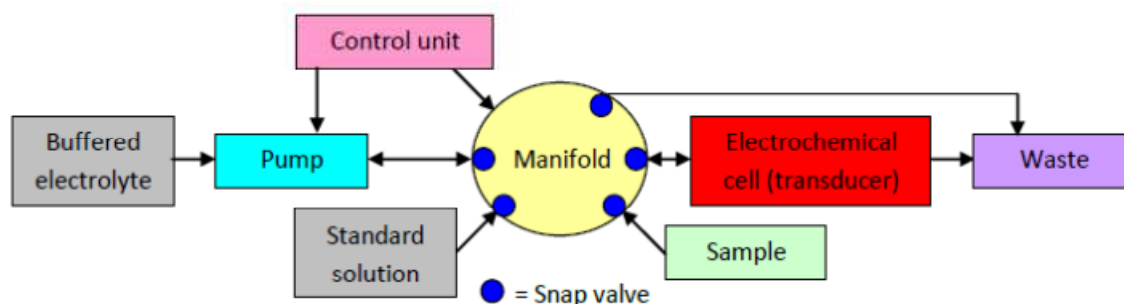 Control unit
Buffered
electrolyte
Pump
Manifold
Electrochemical
cell (transducer)
Waste
Standard
solution
Sample
= Snap valve